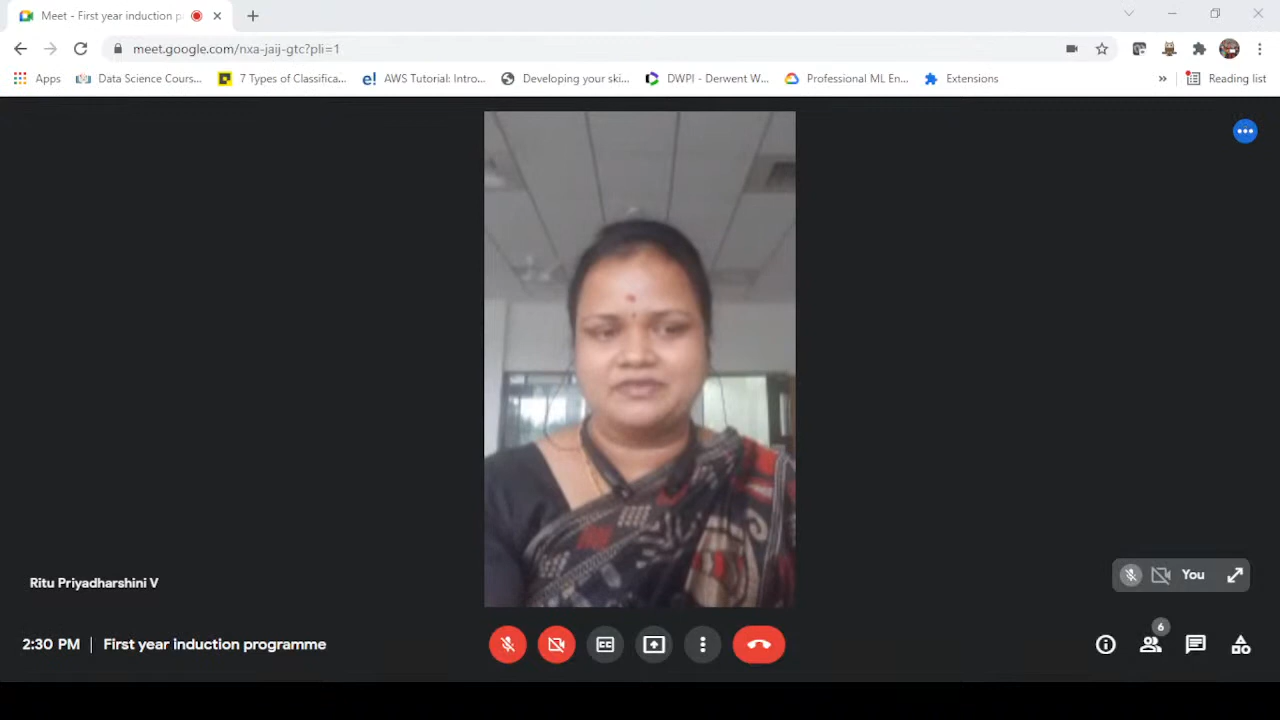 Meet - First year induction p
meet.google.com/nxa-jaij-gtc?pli=1
Apps
Data Science Cours...
7 Types of Classifica...
e! AWS Tutorial: Intro...
Developing your ski...
DWPI - Derwent W...
Professional ML En...
Extensions
»
Reading list
Ritu Priyadharshini V
You
2:30 PM | First year induction programme
CC
6